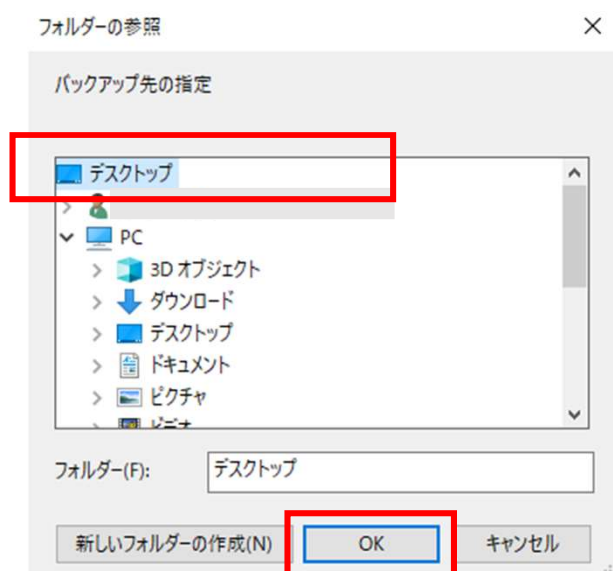 フォルダーの参照
バックアップ先の指定
デスクトップ
PC
3D オブジェクト
ダウンロード
デスクトップ
ドキュメント
ピクチャ
ビデオ
フォルダー(F): デスクトップ
新しいフォルダーの作成(N) OK キャンセル